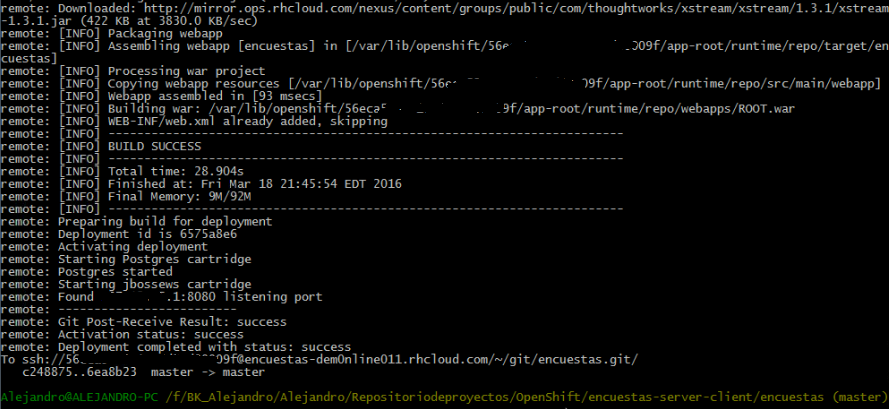 remote: Downloaded: http://mirror.ops.rhcloud.com/nexus/content/groups/public/com/thoughtworks/xstream/xstream/1.3.1/xstream
-1.3.1.jar (422 KB at 3830.0 KB/sec)
remote: [INFO] Packaging webapp
remote: [INFO] Assembling webapp [encuestas] in [/var/lib/openshift/56e 009f/app-root/runtime/repo/target/en
cuestas]
remote: [INFO] Processing war project
remote: [INFO] Copying webapp resources [/var/lib/openshift/56e 09f/app-root/runtime/repo/src/main/webapp]
remote: [INFO] Webapp assembled in [93 msecs]
remote: [INFO] Building war: /var/lib/openshift/56eca 9f/app-root/runtime/repo/webapps/ROOT.war
remote: [INFO] WEB-INF/web.xml already added, skipping
remote: [INFO] ------------------------------------------------------------------------
remote: [INFO] BUILD SUCCESS
remote: [INFO] ------------------------------------------------------------------------
remote: [INFO] Total time: 28.904s
remote: [INFO] Finished at: Fri Mar 18 21:45:54 EDT 2016
remote: [INFO] Final Memory: 9M/92M
remote: [INFO] ------------------------------------------------------------------------
remote: Preparing build for deployment
remote: Deployment id is 6575a8e6
remote: Activating deployment
remote: Starting Postgres cartridge
remote: Postgres started
remote: Starting jbossews cartridge
remote: Found .1:8080 listening port
remote: -------------------------
remote: Git Post-Receive Result: success
remote: Activation status: success
remote: Deployment completed with status: success
To ssh://56 09f@encuestas-dem0nline011.rhcloud.com/~/git/encuestas.git/
c248875..6ea8b23 master -> master
Alejandro@ALEJANDRO-PC /f/BK_Alejandro/Alejandro/Repositoriodeproyectos/OpenShift/encuestas-server-client/encuestas (master)